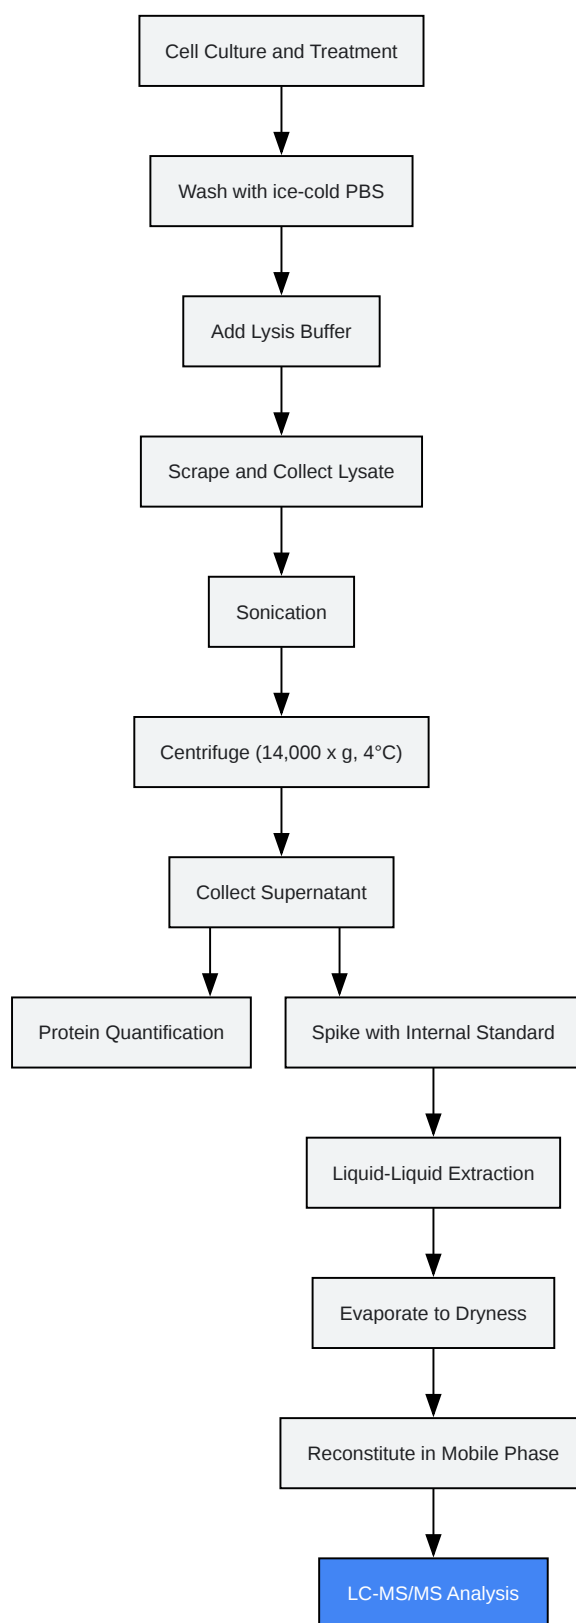 Cell Culture and Treatment
Wash with ice-cold PBS
Add Lysis Buffer
Scrape and Collect Lysate
Sonication
Centrifuge (14,000 x g, 4°C)
Collect Supernatant
Protein Quantification
Spike with Internal Standard
Liquid-Liquid Extraction
Evaporate to Dryness
Reconstitute in Mobile Phase
LC-MS/MS Analysis